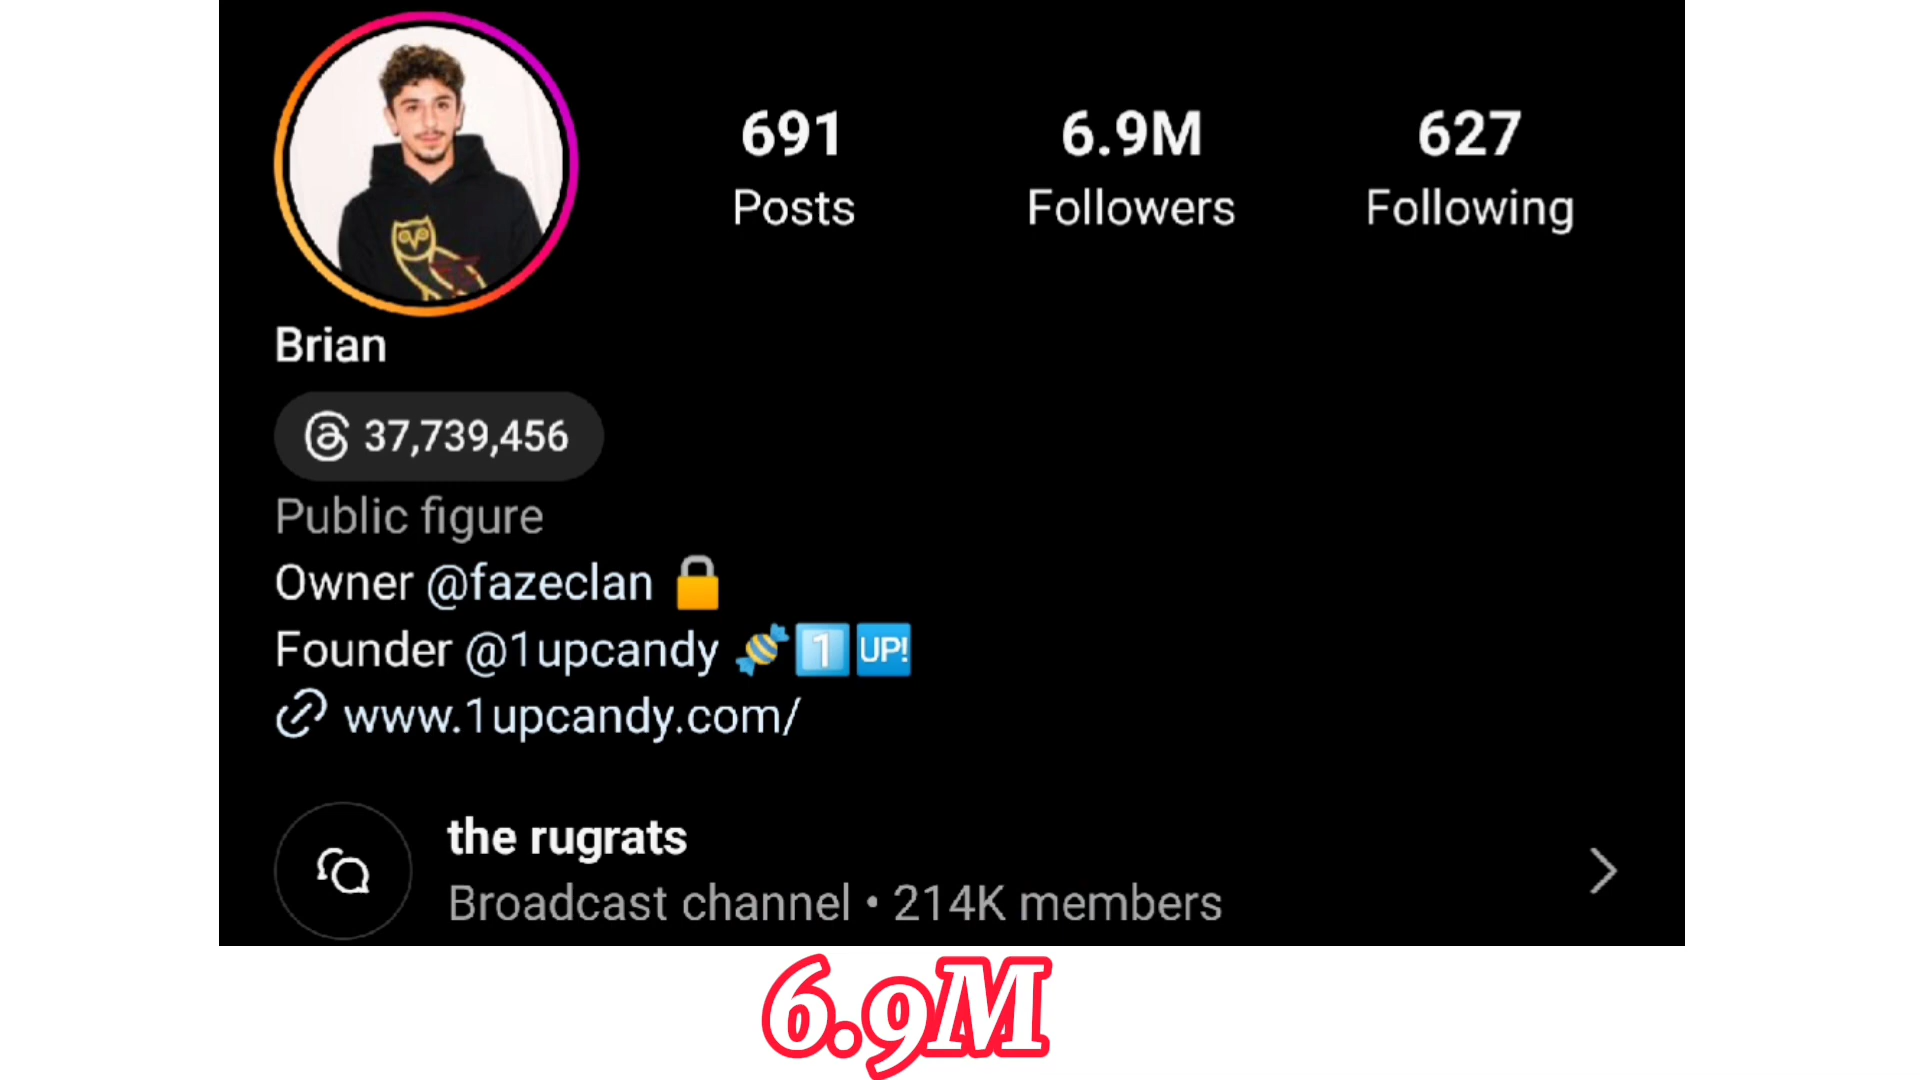 691 6.9M 627
Posts Followers Following
Brian
37,739,456
Public figure
Owner @fazeclan 🔒
Founder @1upcandy 🍬1️⃣🆙
www.1upcandy.com/
the rugrats
Broadcast channel • 214K members
6.9M